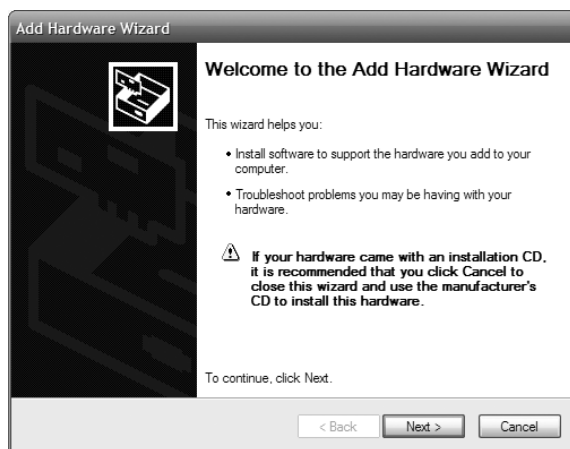 Add Hardware Wizard
Welcome to the Add Hardware Wizard
This wizard helps you:
• Install software to support the hardware you add to your
computer.
• Troubleshoot problems you may be having with your
hardware.
If your hardware came with an installation CD,
it is recommended that you click Cancel to
close this wizard and use the manufacturer's
CD to install this hardware.
To continue, click Next.
< Back Next > Cancel